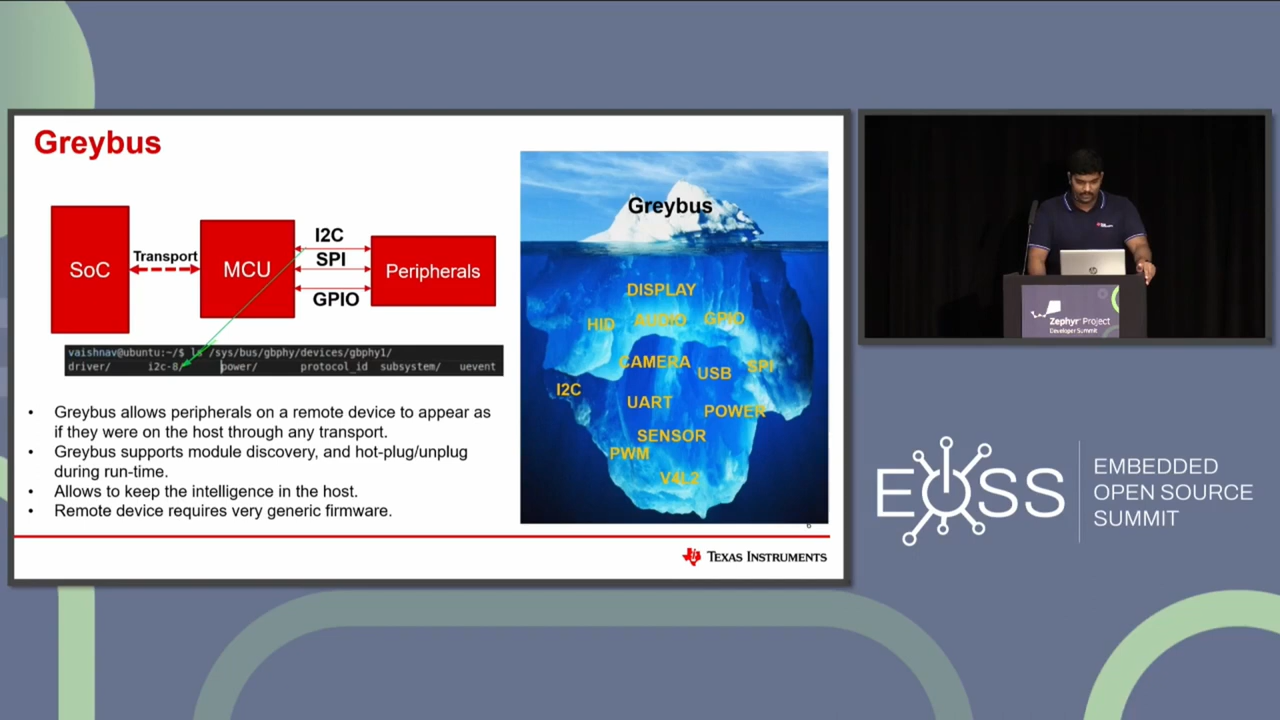 Greybus
SoC
Transport
MCU
I2C
SPI
GPIO
Peripherals
vaishnav@ubuntu:~/$ ls /sys/bus/gbphy/devices/gbphy1/
driver/ i2c-8/ power/ protocol_id subsystem/ uevent
• Greybus allows peripherals on a remote device to appear as
if they were on the host through any transport.
• Greybus supports module discovery, and hot-plug/unplug
during run-time.
• Allows to keep the intelligence in the host.
• Remote device requires very generic firmware.
Greybus
DISPLAY
HID AUDIO GPIO
CAMERA USB SPI
I2C
UART POWER
SENSOR
PWM
V4L2
6
TEXAS INSTRUMENTS
hp
Zephyr Project
Developer Summit
EOSS
EMBEDDED
OPEN SOURCE
SUMMIT